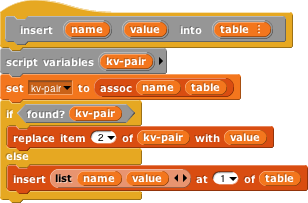 insert name value into table
script variables kv-pair
set kv-pair to assoc name table
if found? kv-pair
replace item 2 of kv-pair with value
else
insert list name value at 1 of table